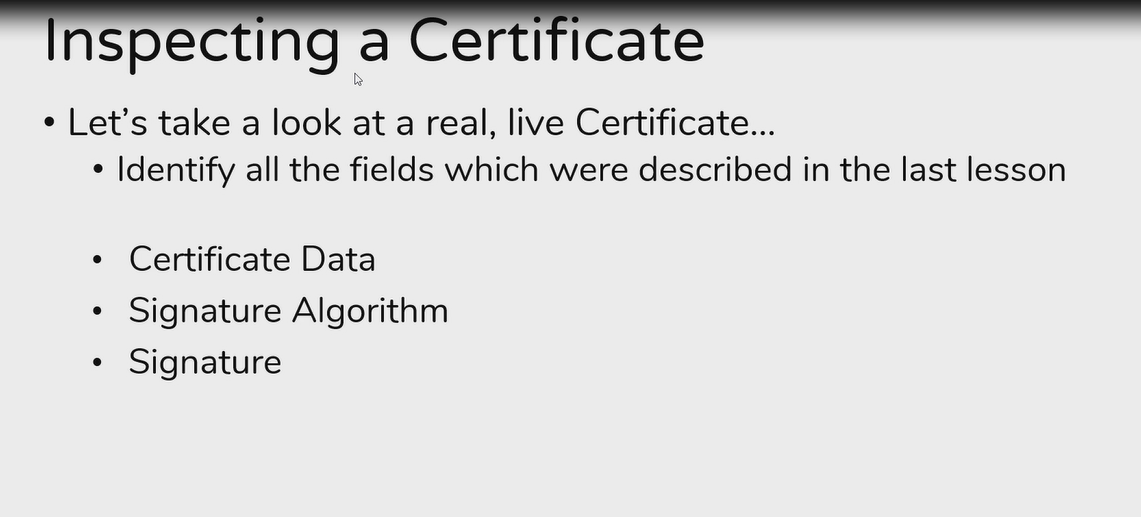 Inspecting a Certificate
• Let’s take a look at a real, live Certificate…
• Identify all the fields which were described in the last lesson
• Certificate Data
• Signature Algorithm
• Signature